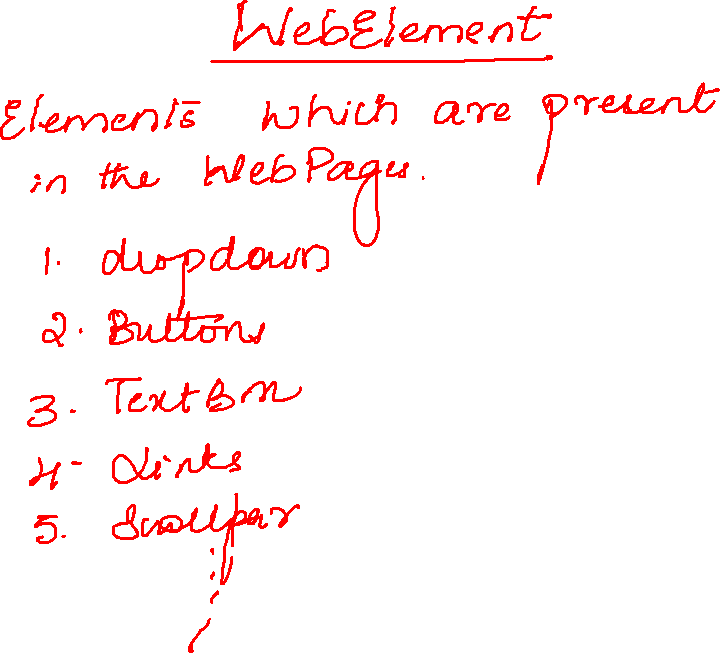 WebElement
Elements which are present
in the WebPages.
1. dropdown
2. Buttons
3. TextBox
4- Links
5. Scrollbar